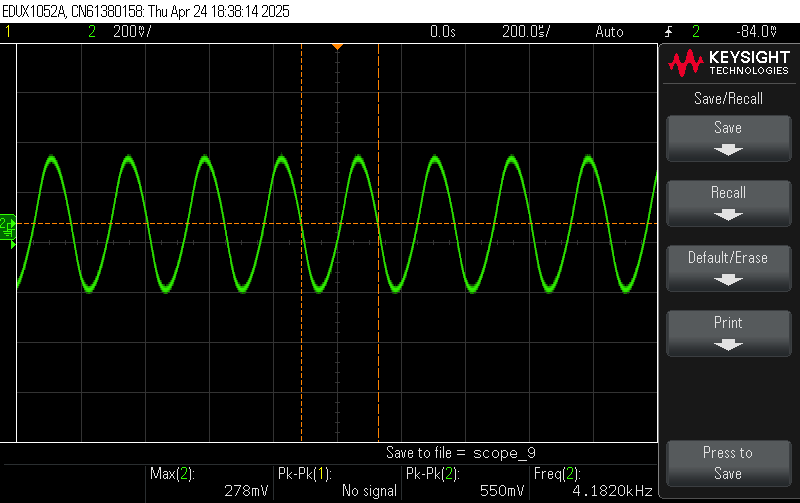 EDUX1052A, CN61380158: Thu Apr 24 18:38:14 2025
1 2 200mV/ 0.0s 200.0us/ Auto 2 -84.0mV
KEYSIGHT
TECHNOLOGIES
Save/Recall
Save
Recall
Default/Erase
Print
Press to
Save
2
Save to file = scope_9
Max(2): Pk-Pk(1): Pk-Pk(2): Freq(2):
278mV No signal 550mV 4.1820kHz